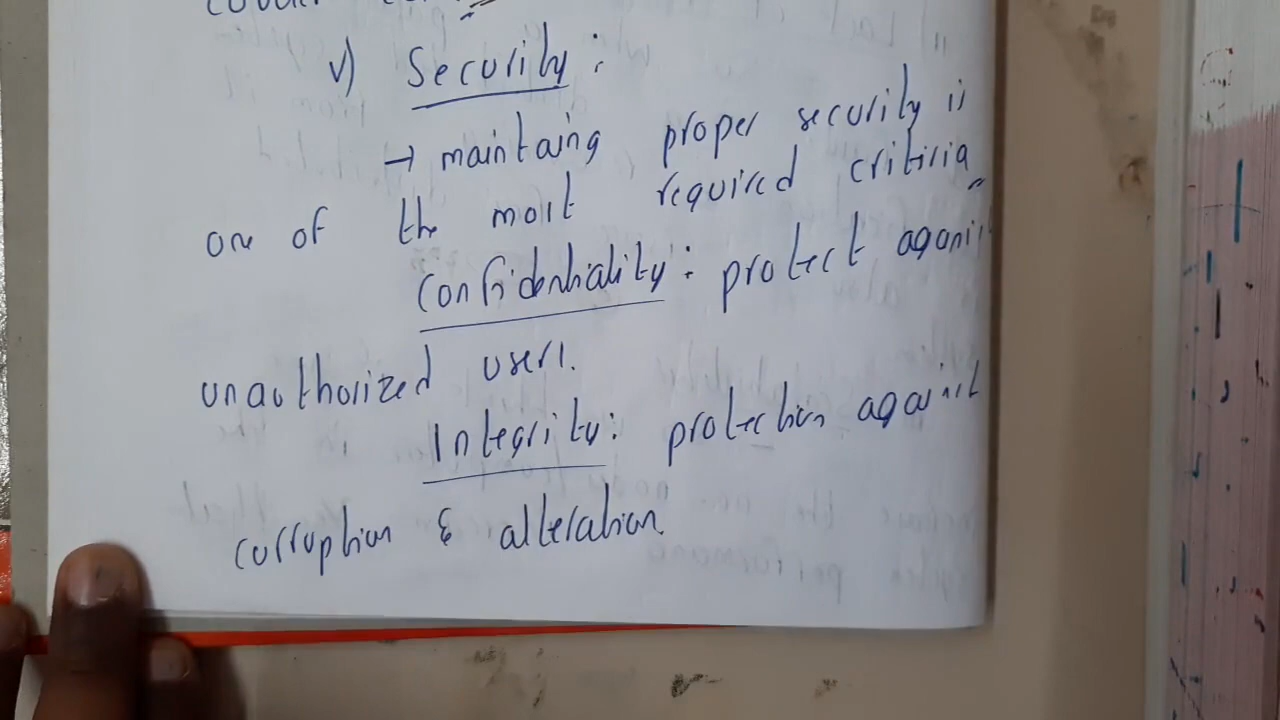 v) Security:
→ maintaing proper security is
one of the most required critiria
Confidentiality: protect against
unauthorized users.
Integrity: protection against
corruption & alteration.